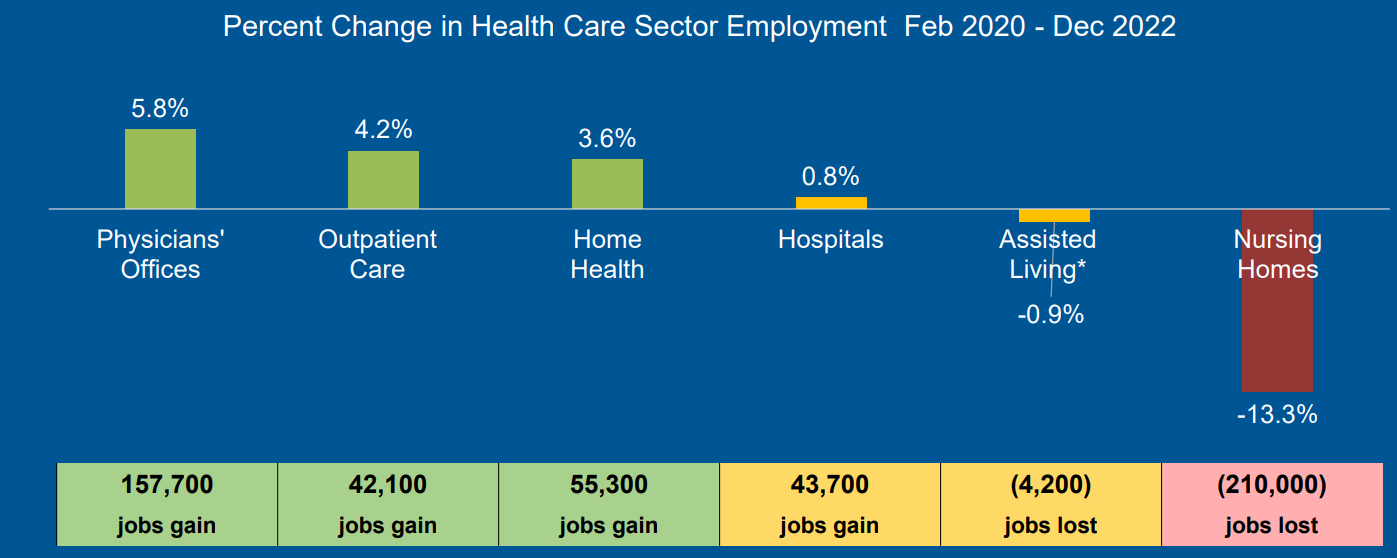 Percent Change in Health Care Sector Employment  Feb 2020 - Dec 2022
5.8%
4.2%
3.6%
0.8%
Physicians'
Offices
Outpatient
Care
Home
Health
Hospitals
Assisted
Living*
Nursing
Homes
-0.9%
-13.3%
157,700
jobs gain
42,100
jobs gain
55,300
jobs gain
43,700
jobs gain
(4,200)
jobs lost
(210,000)
jobs lost